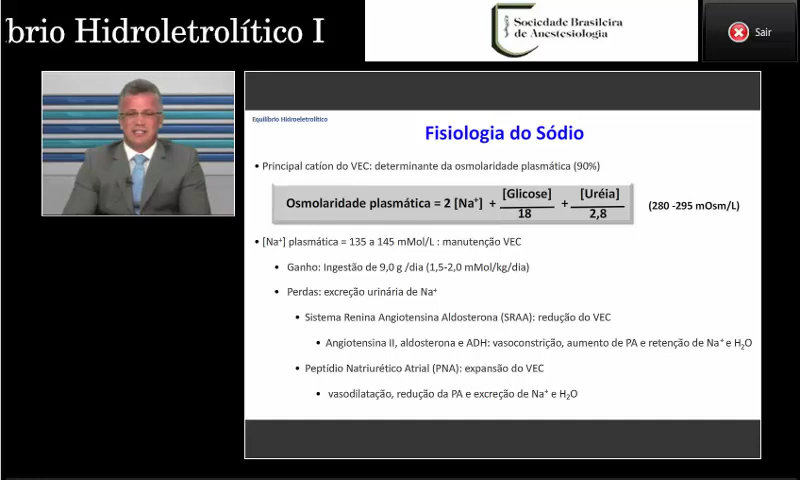 brio Hidroletrolítico I
Sociedade Brasileira
de Anestesiologia
Sair
Equilíbrio Hidroeletrolítico
Fisiologia do Sódio
• Principal catíon do VEC: determinante da osmolaridade plasmática (90%)
Osmolaridade plasmática = 2 [Na⁺] + [Glicose]/18 + [Uréia]/2,8 (280 -295 mOsm/L)
• [Na⁺] plasmática = 135 a 145 mMol/L : manutenção VEC
• Ganho: Ingestão de 9,0 g /dia (1,5-2,0 mMol/kg/dia)
• Perdas: excreção urinária de Na⁺
• Sistema Renina Angiotensina Aldosterona (SRAA): redução do VEC
• Angiotensina II, aldosterona e ADH: vasoconstrição, aumento de PA e retenção de Na⁺ e H₂O
• Peptídio Natriurético Atrial (PNA): expansão do VEC
• vasodilatação, redução da PA e excreção de Na⁺ e H₂O